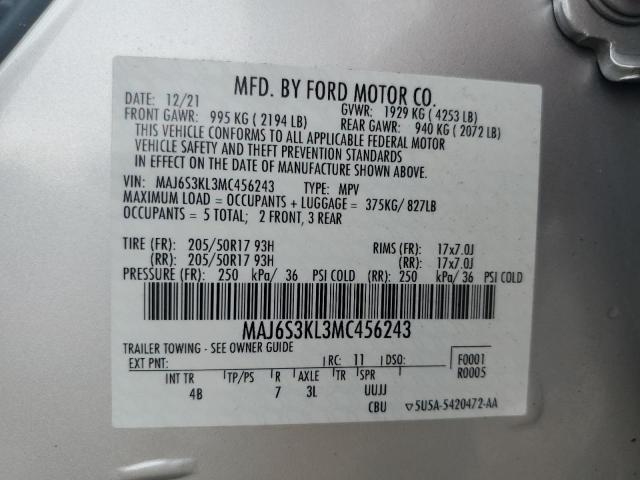 MFD. BY FORD MOTOR CO.
DATE: 12/21 GVWR: 1929 KG ( 4253 LB)
FRONT GAWR: 995 KG ( 2194 LB) REAR GAWR: 940 KG ( 2072 LB)
THIS VEHICLE CONFORMS TO ALL APPLICABLE FEDERAL MOTOR
VEHICLE SAFETY AND THEFT PREVENTION STANDARDS
IN EFFECT ON THE DATE OF MANUFACTURE SHOWN ABOVE.
VIN: MAJ6S3KL3MC456243 TYPE: MPV
MAXIMUM LOAD = OCCUPANTS + LUGGAGE = 375KG/ 827LB
OCCUPANTS = 5 TOTAL; 2 FRONT, 3 REAR
TIRE (FR): 205/50R17 93H RIMS (FR): 17x7.0J
(RR): 205/50R17 93H (RR): 17x7.0J
PRESSURE (FR): 250 kPa/ 36 PSI COLD (RR): 250 kPa/ 36 PSI COLD
MAJ6S3KL3MC456243
TRAILER TOWING - SEE OWNER GUIDE
EXT PNT: RC: 11 DSO: F0001
R0005
INT TR TP/PS R AXLE TR SPR
4B 7 3L UUJJ
CBU ▽5U5A-5420472-AA